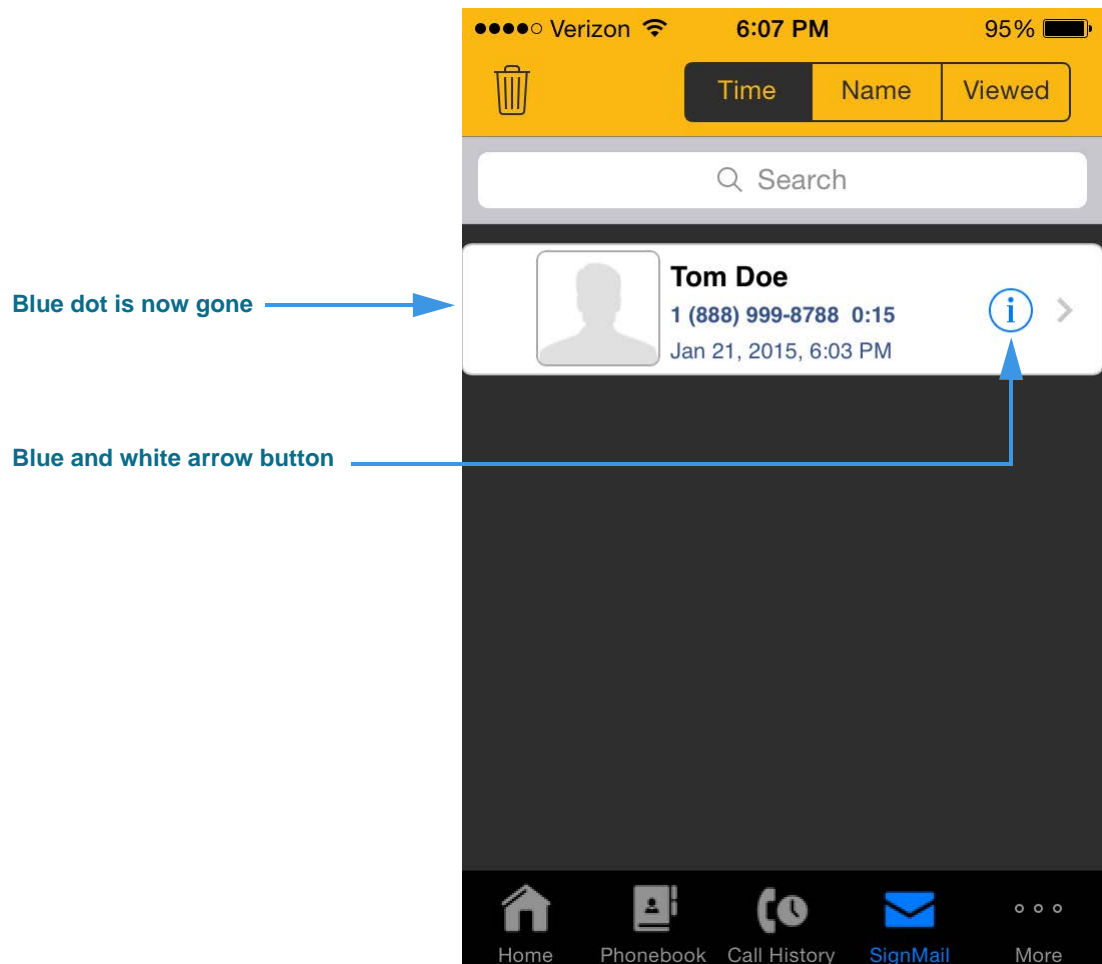 Verizon 6:07 PM 95%
Time Name Viewed
Search
Tom Doe
1 (888) 999-8788 0:15
Jan 21, 2015, 6:03 PM
i
Blue dot is now gone
Blue and white arrow button
Home Phonebook Call History SignMail More